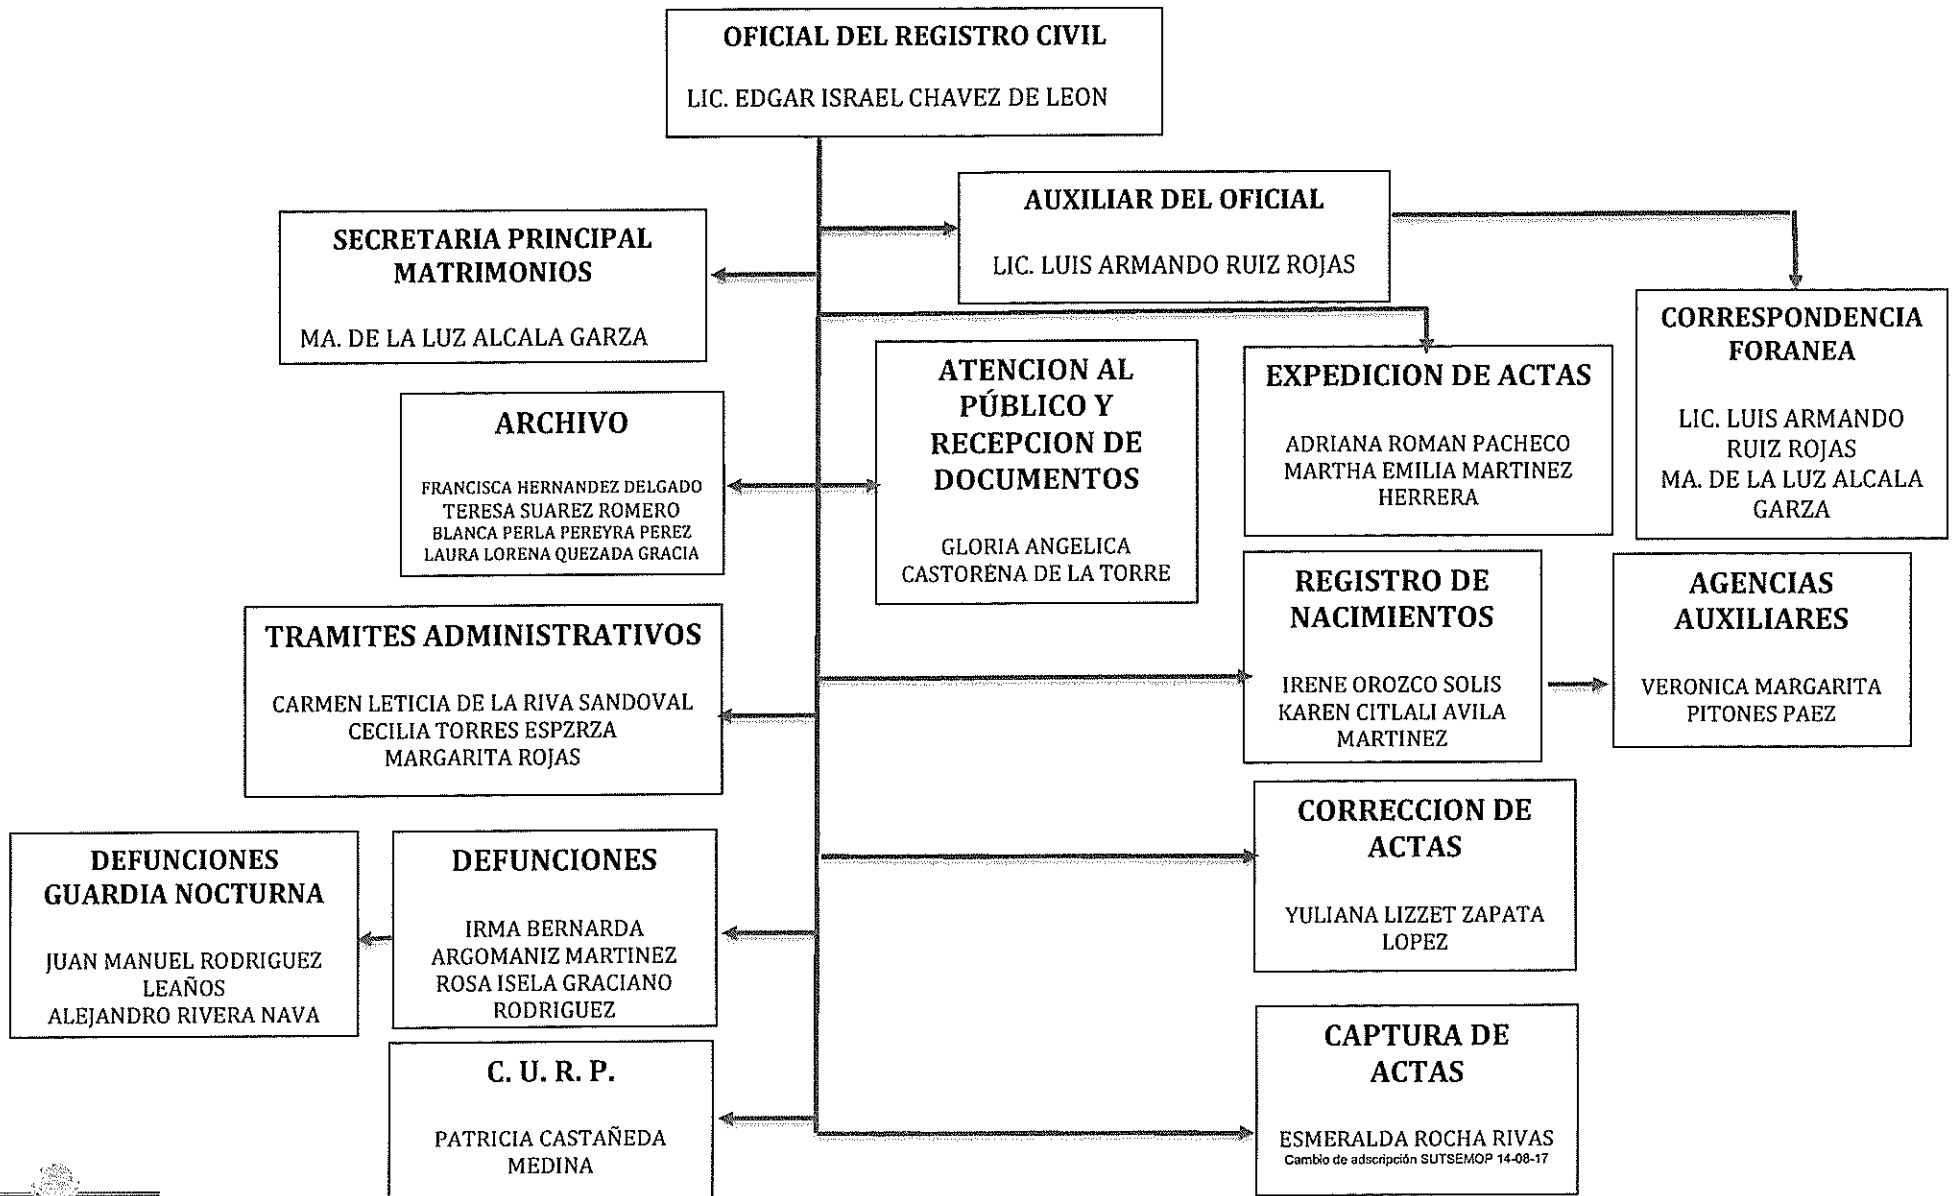 OFICIAL DEL REGISTRO CIVIL
LIC. EDGAR ISRAEL CHAVEZ DE LEON
AUXILIAR DEL OFICIAL
LIC. LUIS ARMANDO RUIZ ROJAS
SECRETARIA PRINCIPAL
MATRIMONIOS
MA. DE LA LUZ ALCALA GARZA
CORRESPONDENCIA
FORANEA
LIC. LUIS ARMANDO
RUIZ ROJAS
MA. DE LA LUZ ALCALA
GARZA
ATENCION AL
PÚBLICO Y
RECEPCION DE
DOCUMENTOS
GLORIA ANGELICA
CASTORENA DE LA TORRE
EXPEDICION DE ACTAS
ADRIANA ROMAN PACHECO
MARTHA EMILIA MARTINEZ
HERRERA
ARCHIVO
FRANCISCA HERNANDEZ DELGADO
TERESA SUAREZ ROMERO
BLANCA PERLA PEREYRA PEREZ
LAURA LORENA QUEZADA GRACIA
REGISTRO DE
NACIMIENTOS
IRENE OROZCO SOLIS
KAREN CITLALI AVILA
MARTINEZ
AGENCIAS
AUXILIARES
VERONICA MARGARITA
PITONES PAEZ
TRAMITES ADMINISTRATIVOS
CARMEN LETICIA DE LA RIVA SANDOVAL
CECILIA TORRES ESPZRZA
MARGARITA ROJAS
CORRECCION DE
ACTAS
YULIANA LIZZET ZAPATA
LOPEZ
DEFUNCIONES
GUARDIA NOCTURNA
JUAN MANUEL RODRIGUEZ
LEAÑOS
ALEJANDRO RIVERA NAVA
DEFUNCIONES
IRMA BERNARDA
ARGOMANIZ MARTINEZ
ROSA ISELA GRACIANO
RODRIGUEZ
CAPTURA DE
ACTAS
ESMERALDA ROCHA RIVAS
Cambio de adscripción SUTSEMOP 14-08-17
C. U. R. P.
PATRICIA CASTAÑEDA
MEDINA